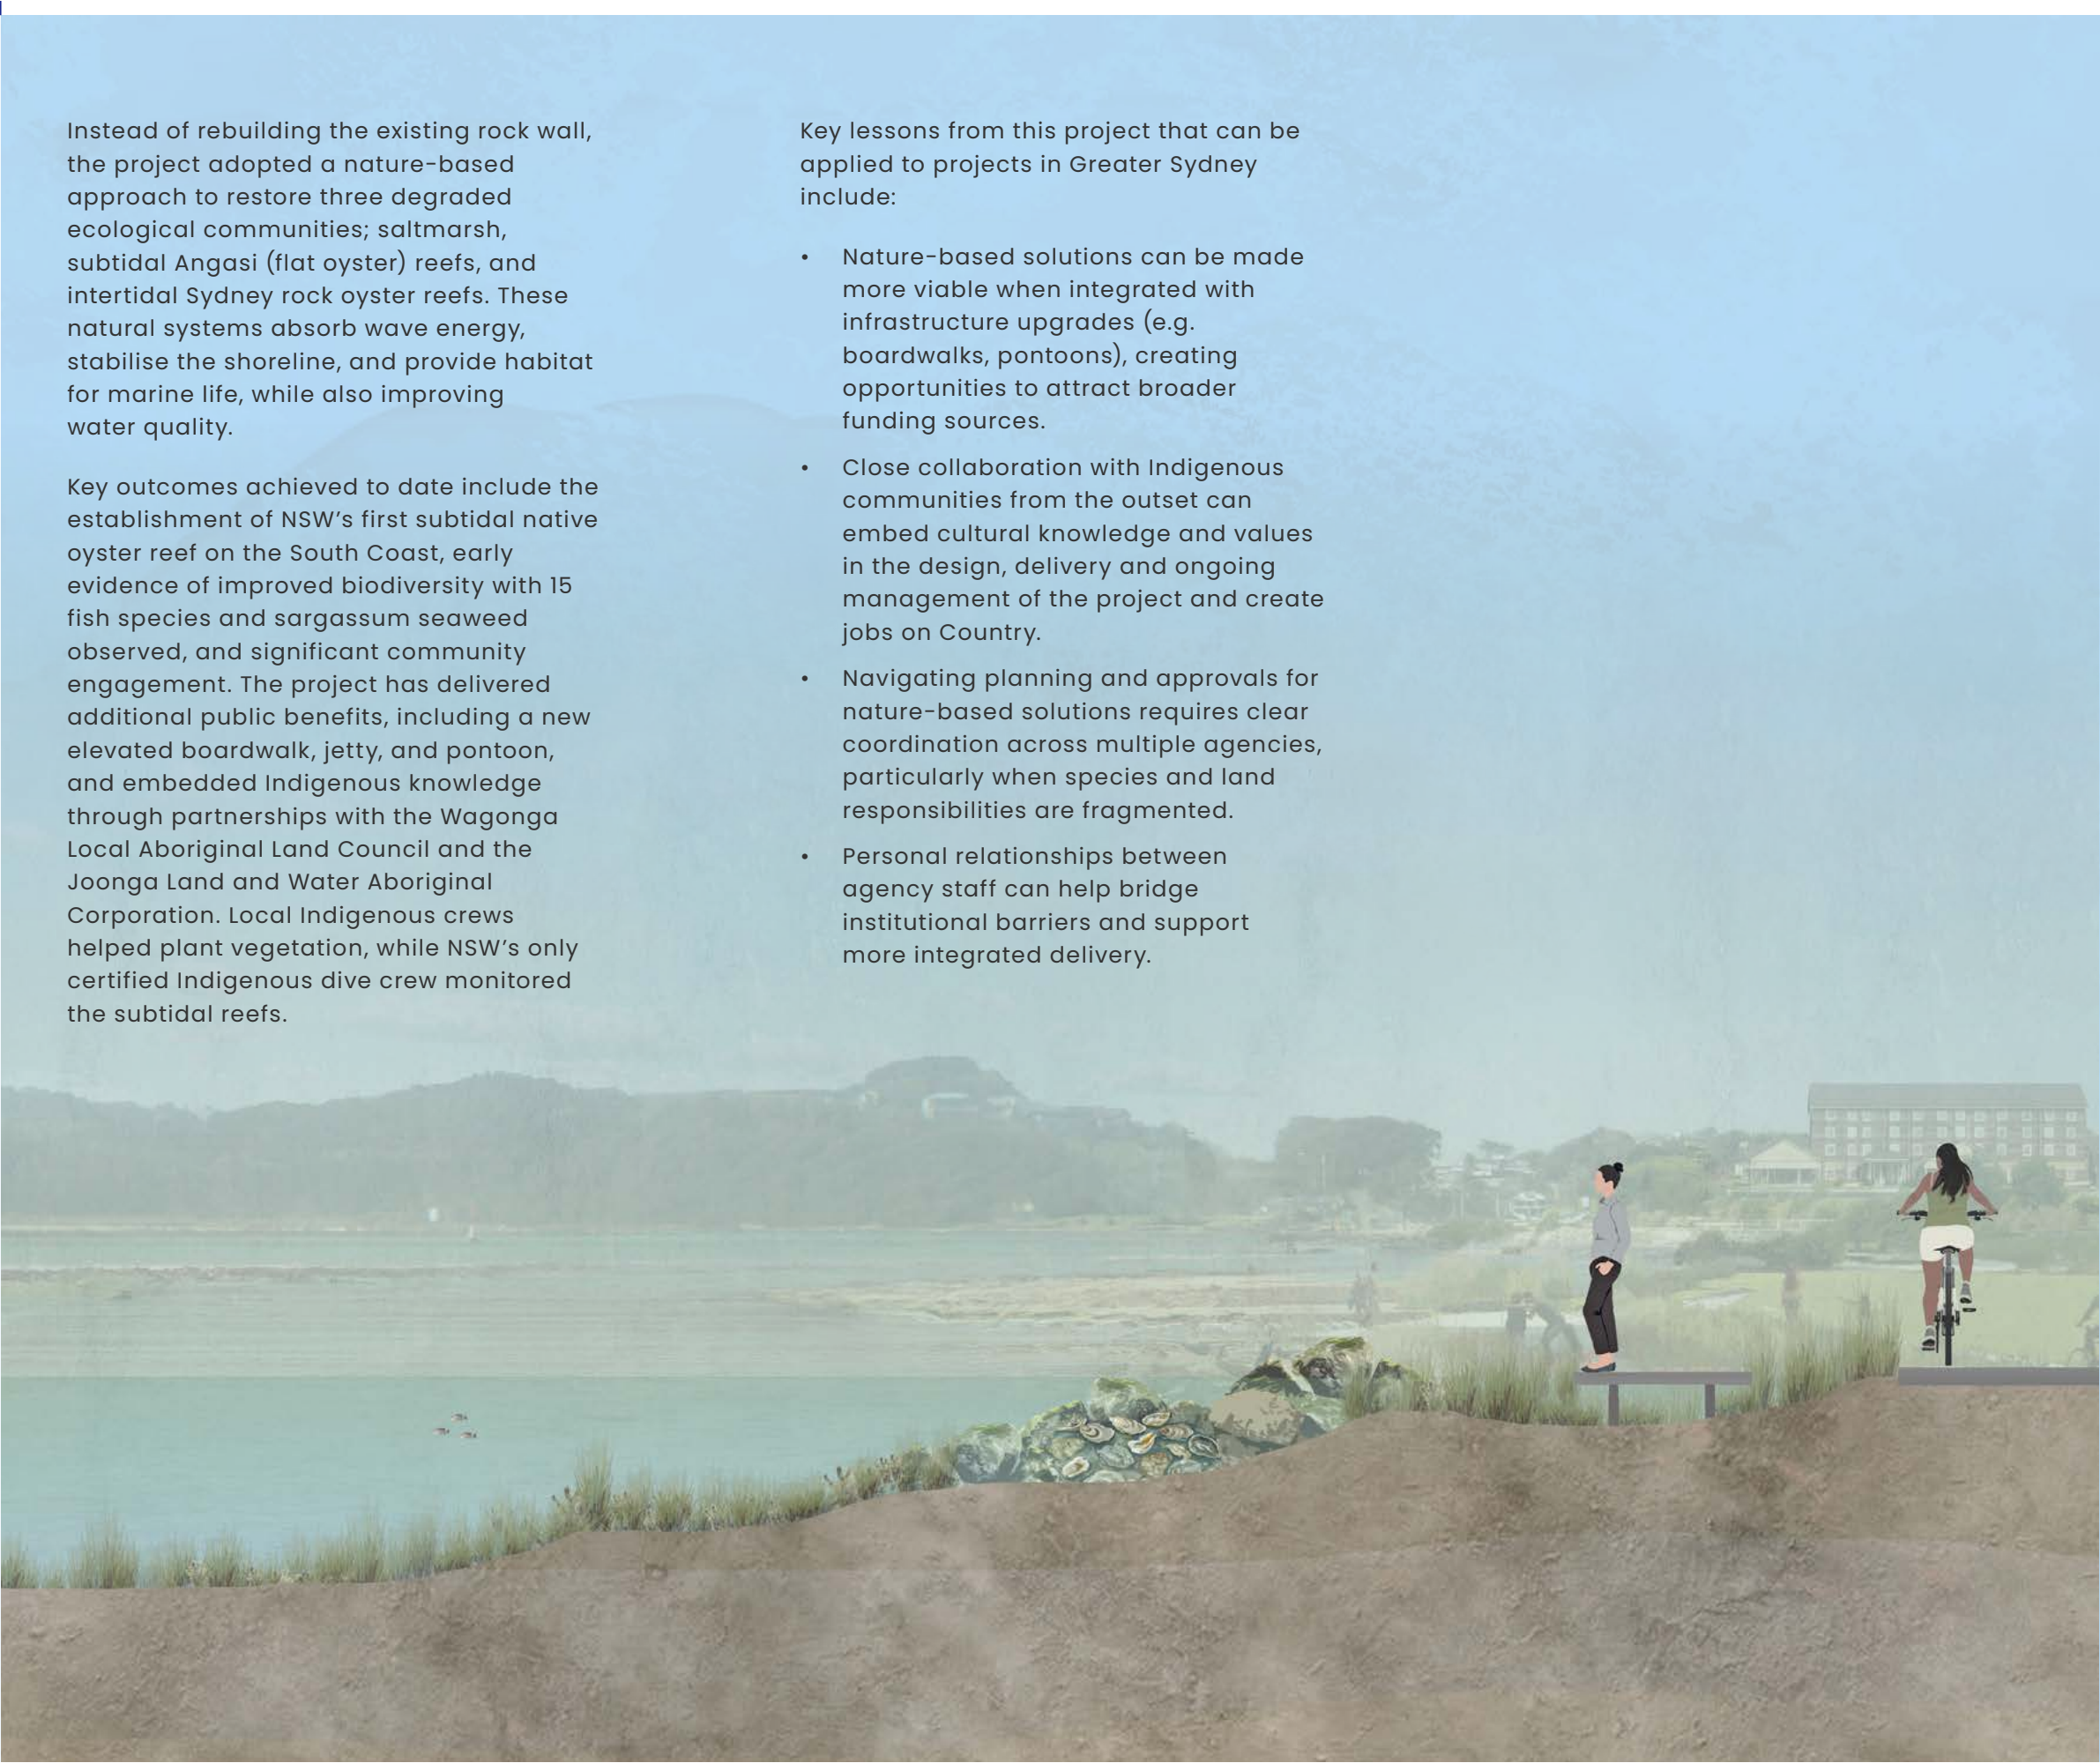 Instead of rebuilding the existing rock wall,
the project adopted a nature-based
approach to restore three degraded
ecological communities; saltmarsh,
subtidal Angasi (flat oyster) reefs, and
intertidal Sydney rock oyster reefs. These
natural systems absorb wave energy,
stabilise the shoreline, and provide habitat
for marine life, while also improving
water quality.
Key outcomes achieved to date include the
establishment of NSW’s first subtidal native
oyster reef on the South Coast, early
evidence of improved biodiversity with 15
fish species and sargassum seaweed
observed, and significant community
engagement. The project has delivered
additional public benefits, including a new
elevated boardwalk, jetty, and pontoon,
and embedded Indigenous knowledge
through partnerships with the Wagonga
Local Aboriginal Land Council and the
Joonga Land and Water Aboriginal
Corporation. Local Indigenous crews
helped plant vegetation, while NSW’s only
certified Indigenous dive crew monitored
the subtidal reefs.
Key lessons from this project that can be
applied to projects in Greater Sydney
include:
• Nature-based solutions can be made
more viable when integrated with
infrastructure upgrades (e.g.
boardwalks, pontoons), creating
opportunities to attract broader
funding sources.
• Close collaboration with Indigenous
communities from the outset can
embed cultural knowledge and values
in the design, delivery and ongoing
management of the project and create
jobs on Country.
• Navigating planning and approvals for
nature-based solutions requires clear
coordination across multiple agencies,
particularly when species and land
responsibilities are fragmented.
• Personal relationships between
agency staff can help bridge
institutional barriers and support
more integrated delivery.